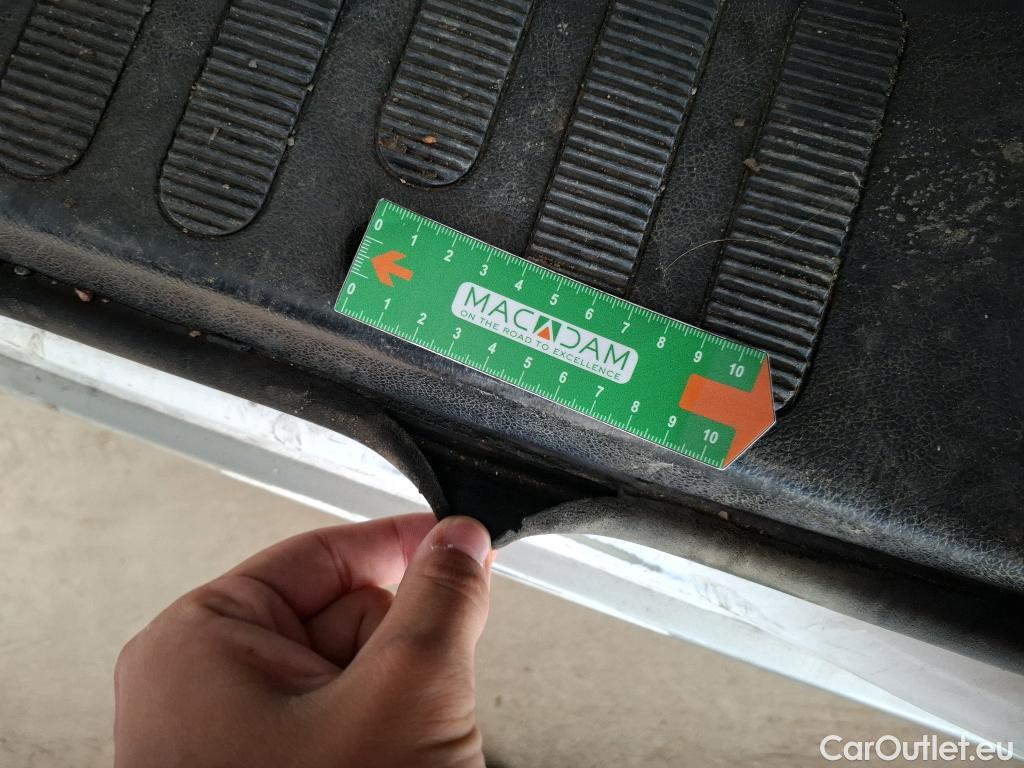 0 1 2 3 4 5 6 7 8 9 10
MACADAM
ON THE ROAD TO EXCELLENCE
0 1 2 3 4 5 6 7 8 9 10
CarOutlet.eu